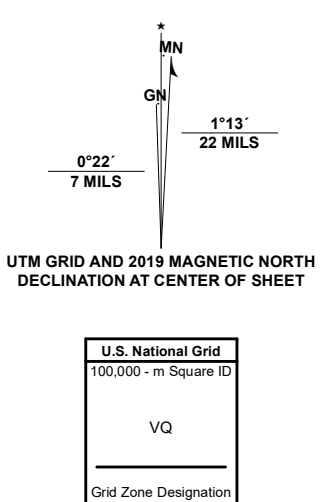 ★
MN
GN
1°13´
22 MILS
0°22´
7 MILS
UTM GRID AND 2019 MAGNETIC NORTH
DECLINATION AT CENTER OF SHEET
U.S. National Grid
100,000 - m Square ID
VQ
Grid Zone Designation